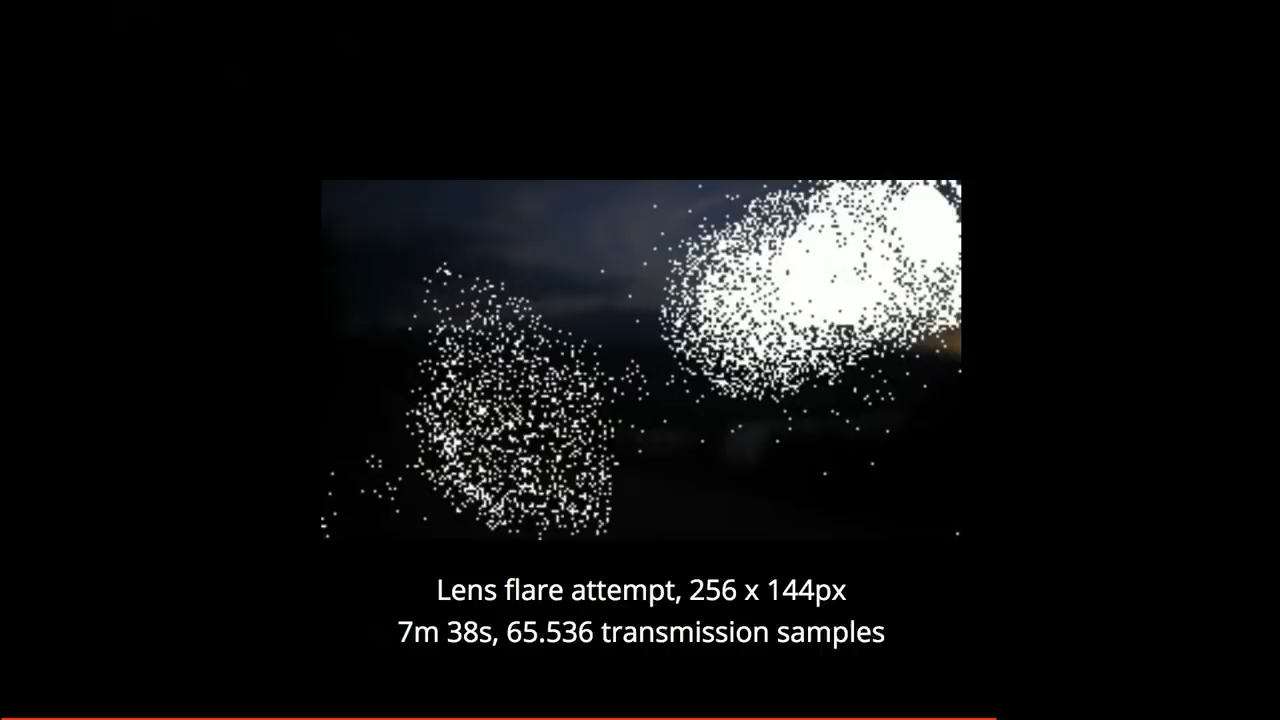 Lens flare attempt, 256 x 144px
7m 38s, 65.536 transmission samples